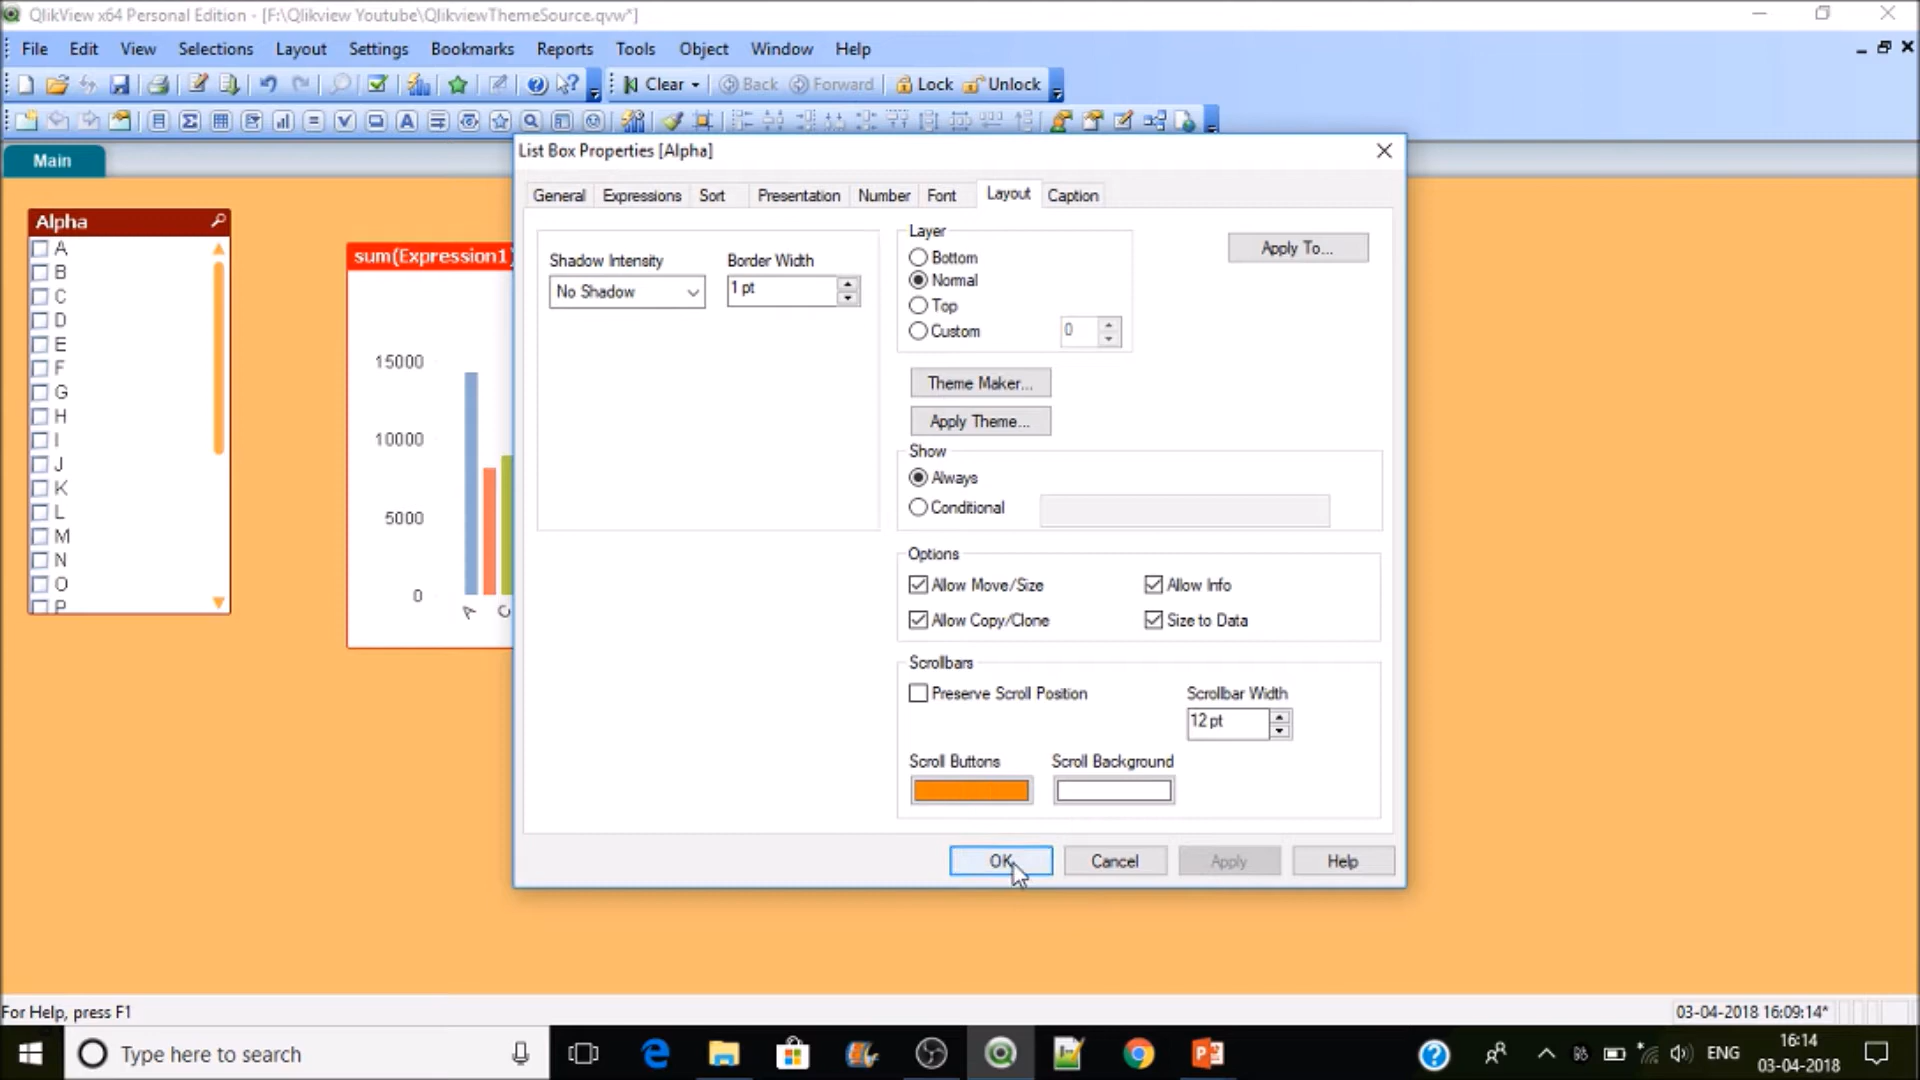 QlikView x64 Personal Edition - [F:\Qlikview Youtube\QlikviewThemeSource.qvw*]
File Edit View Selections Layout Settings Bookmarks Reports Tools Object Window Help
Clear Back Forward Lock Unlock
Main
List Box Properties [Alpha]
General Expressions Sort Presentation Number Font Layout Caption
Alpha
A
B
C
D
E
F
G
H
I
J
K
L
M
N
O
P
sum(Expression1)
15000
10000
5000
0
A C
Shadow Intensity Border Width
No Shadow 1 pt
Layer
Bottom
Normal
Top
Custom 0
Apply To...
Theme Maker...
Apply Theme...
Show
Always
Conditional
Options
Allow Move/Size Allow Info
Allow Copy/Clone Size to Data
Scrollbars
Preserve Scroll Position Scrollbar Width
12 pt
Scroll Buttons Scroll Background
OK Cancel Apply Help
For Help, press F1
03-04-2018 16:09:14*
Type here to search
ENG
16:14
03-04-2018